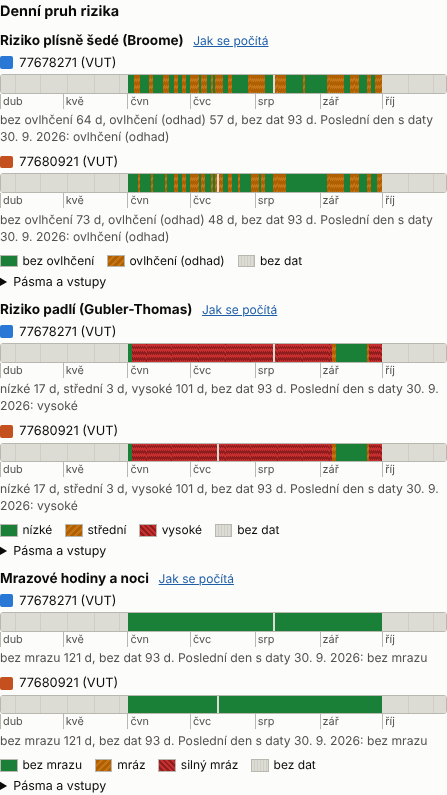 Denní pruh rizika
Riziko plísně šedé (Broome) Jak se počítá
77678271 (VUT)
dub kvě čvn čvc srp zář říj
bez ovlhčení 64 d, ovlhčení (odhad) 57 d, bez dat 93 d. Poslední den s daty
30. 9. 2026: ovlhčení (odhad)
77680921 (VUT)
dub kvě čvn čvc srp zář říj
bez ovlhčení 73 d, ovlhčení (odhad) 48 d, bez dat 93 d. Poslední den s daty
30. 9. 2026: ovlhčení (odhad)
bez ovlhčení ovlhčení (odhad) bez dat
Pásma a vstupy
Riziko padlí (Gubler-Thomas) Jak se počítá
77678271 (VUT)
dub kvě čvn čvc srp zář říj
nízké 17 d, střední 3 d, vysoké 101 d, bez dat 93 d. Poslední den s daty 30. 9.
2026: vysoké
77680921 (VUT)
dub kvě čvn čvc srp zář říj
nízké 17 d, střední 3 d, vysoké 101 d, bez dat 93 d. Poslední den s daty 30. 9.
2026: vysoké
nízké střední vysoké bez dat
Pásma a vstupy
Mrazové hodiny a noci Jak se počítá
77678271 (VUT)
dub kvě čvn čvc srp zář říj
bez mrazu 121 d, bez dat 93 d. Poslední den s daty 30. 9. 2026: bez mrazu
77680921 (VUT)
dub kvě čvn čvc srp zář říj
bez mrazu 121 d, bez dat 93 d. Poslední den s daty 30. 9. 2026: bez mrazu
bez mrazu mráz silný mráz bez dat
Pásma a vstupy